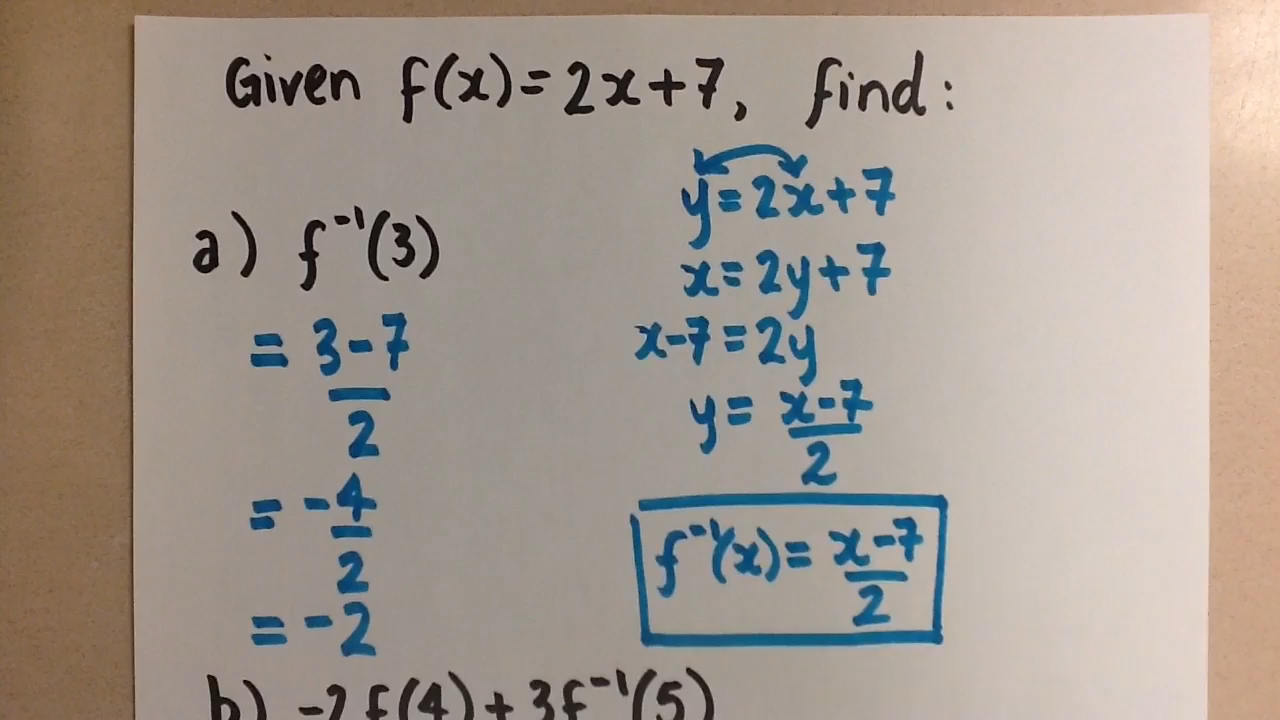 Given f(x)=2x+7, find:
a) f⁻¹(3)
= 3-7/2
= -4/2
= -2
y=2x+7
x=2y+7
x-7=2y
y= x-7/2
f⁻¹(x)= x-7/2
b) -2f(4)+3f⁻¹(5)